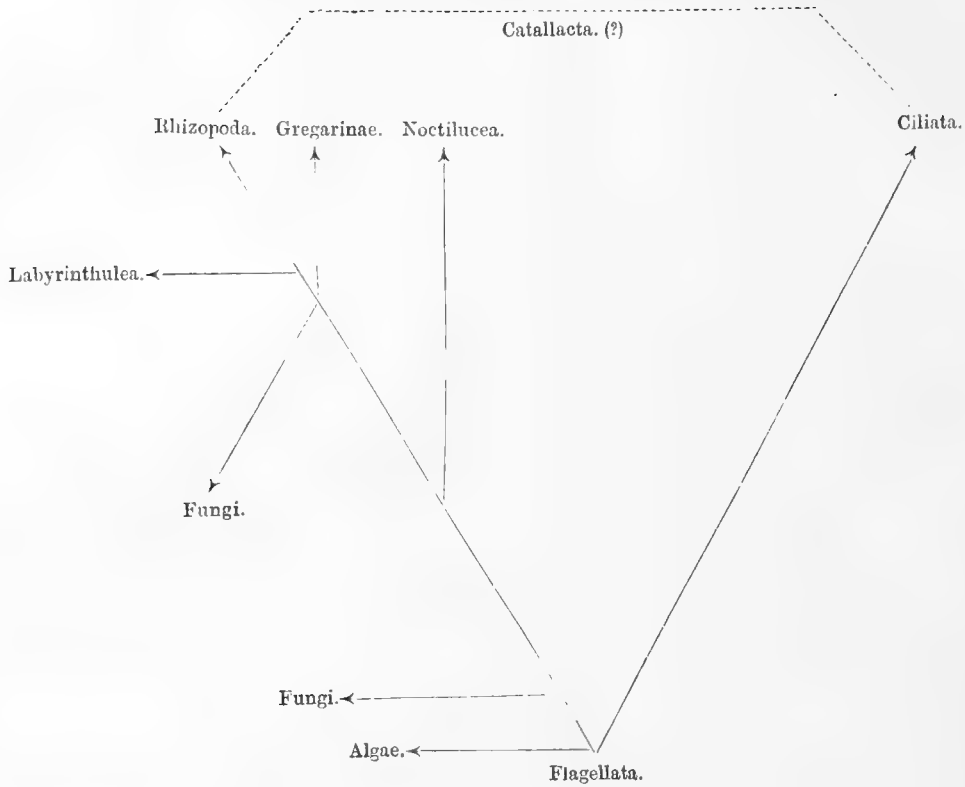 Catallacta. (?)
Rhizopoda. Gregarinae. Noctilucea. Ciliata.
Labyrinthulea.
Fungi.
Fungi.
Algae.
Flagellata.